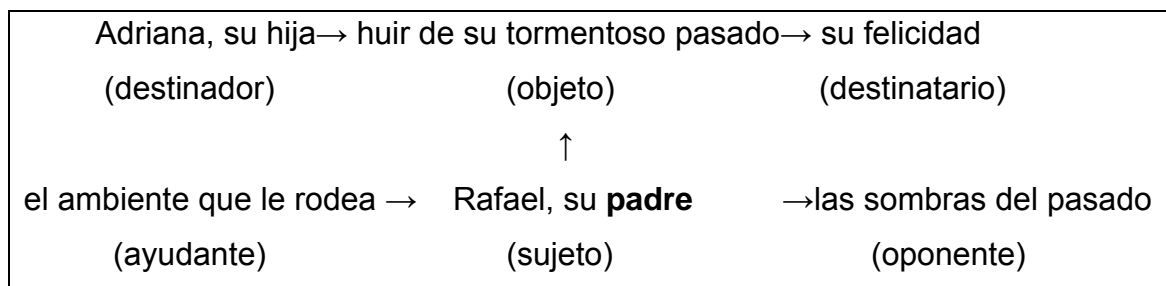 Adriana, su hija→ huir de su tormentoso pasado→ su felicidad
(destinador) (objeto) (destinatario)
↑
el ambiente que le rodea → Rafael, su padre →las sombras del pasado
(ayudante) (sujeto) (oponente)